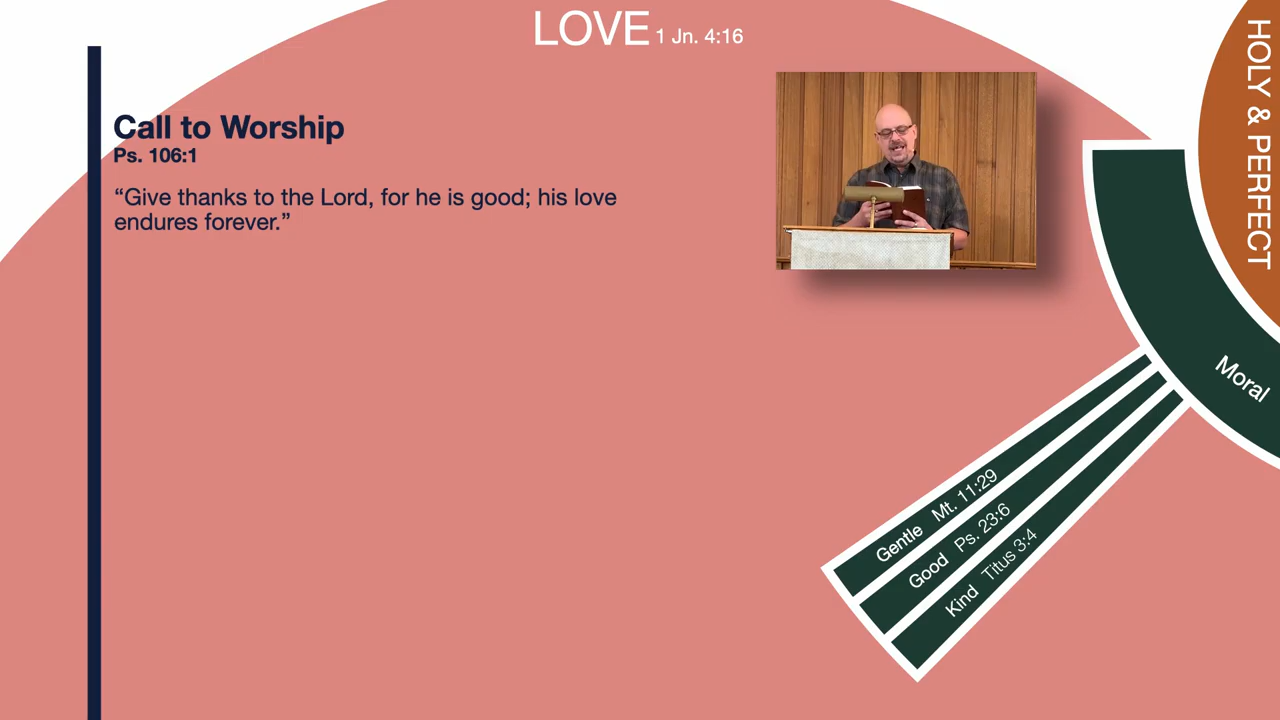 LOVE 1 Jn. 4:16
HOLY & PERFECT
Call to Worship
Ps. 106:1
“Give thanks to the Lord, for he is good; his love
endures forever.”
Moral
Gentle Mt. 11:29
Good Ps. 23:6
Kind Titus 3:4